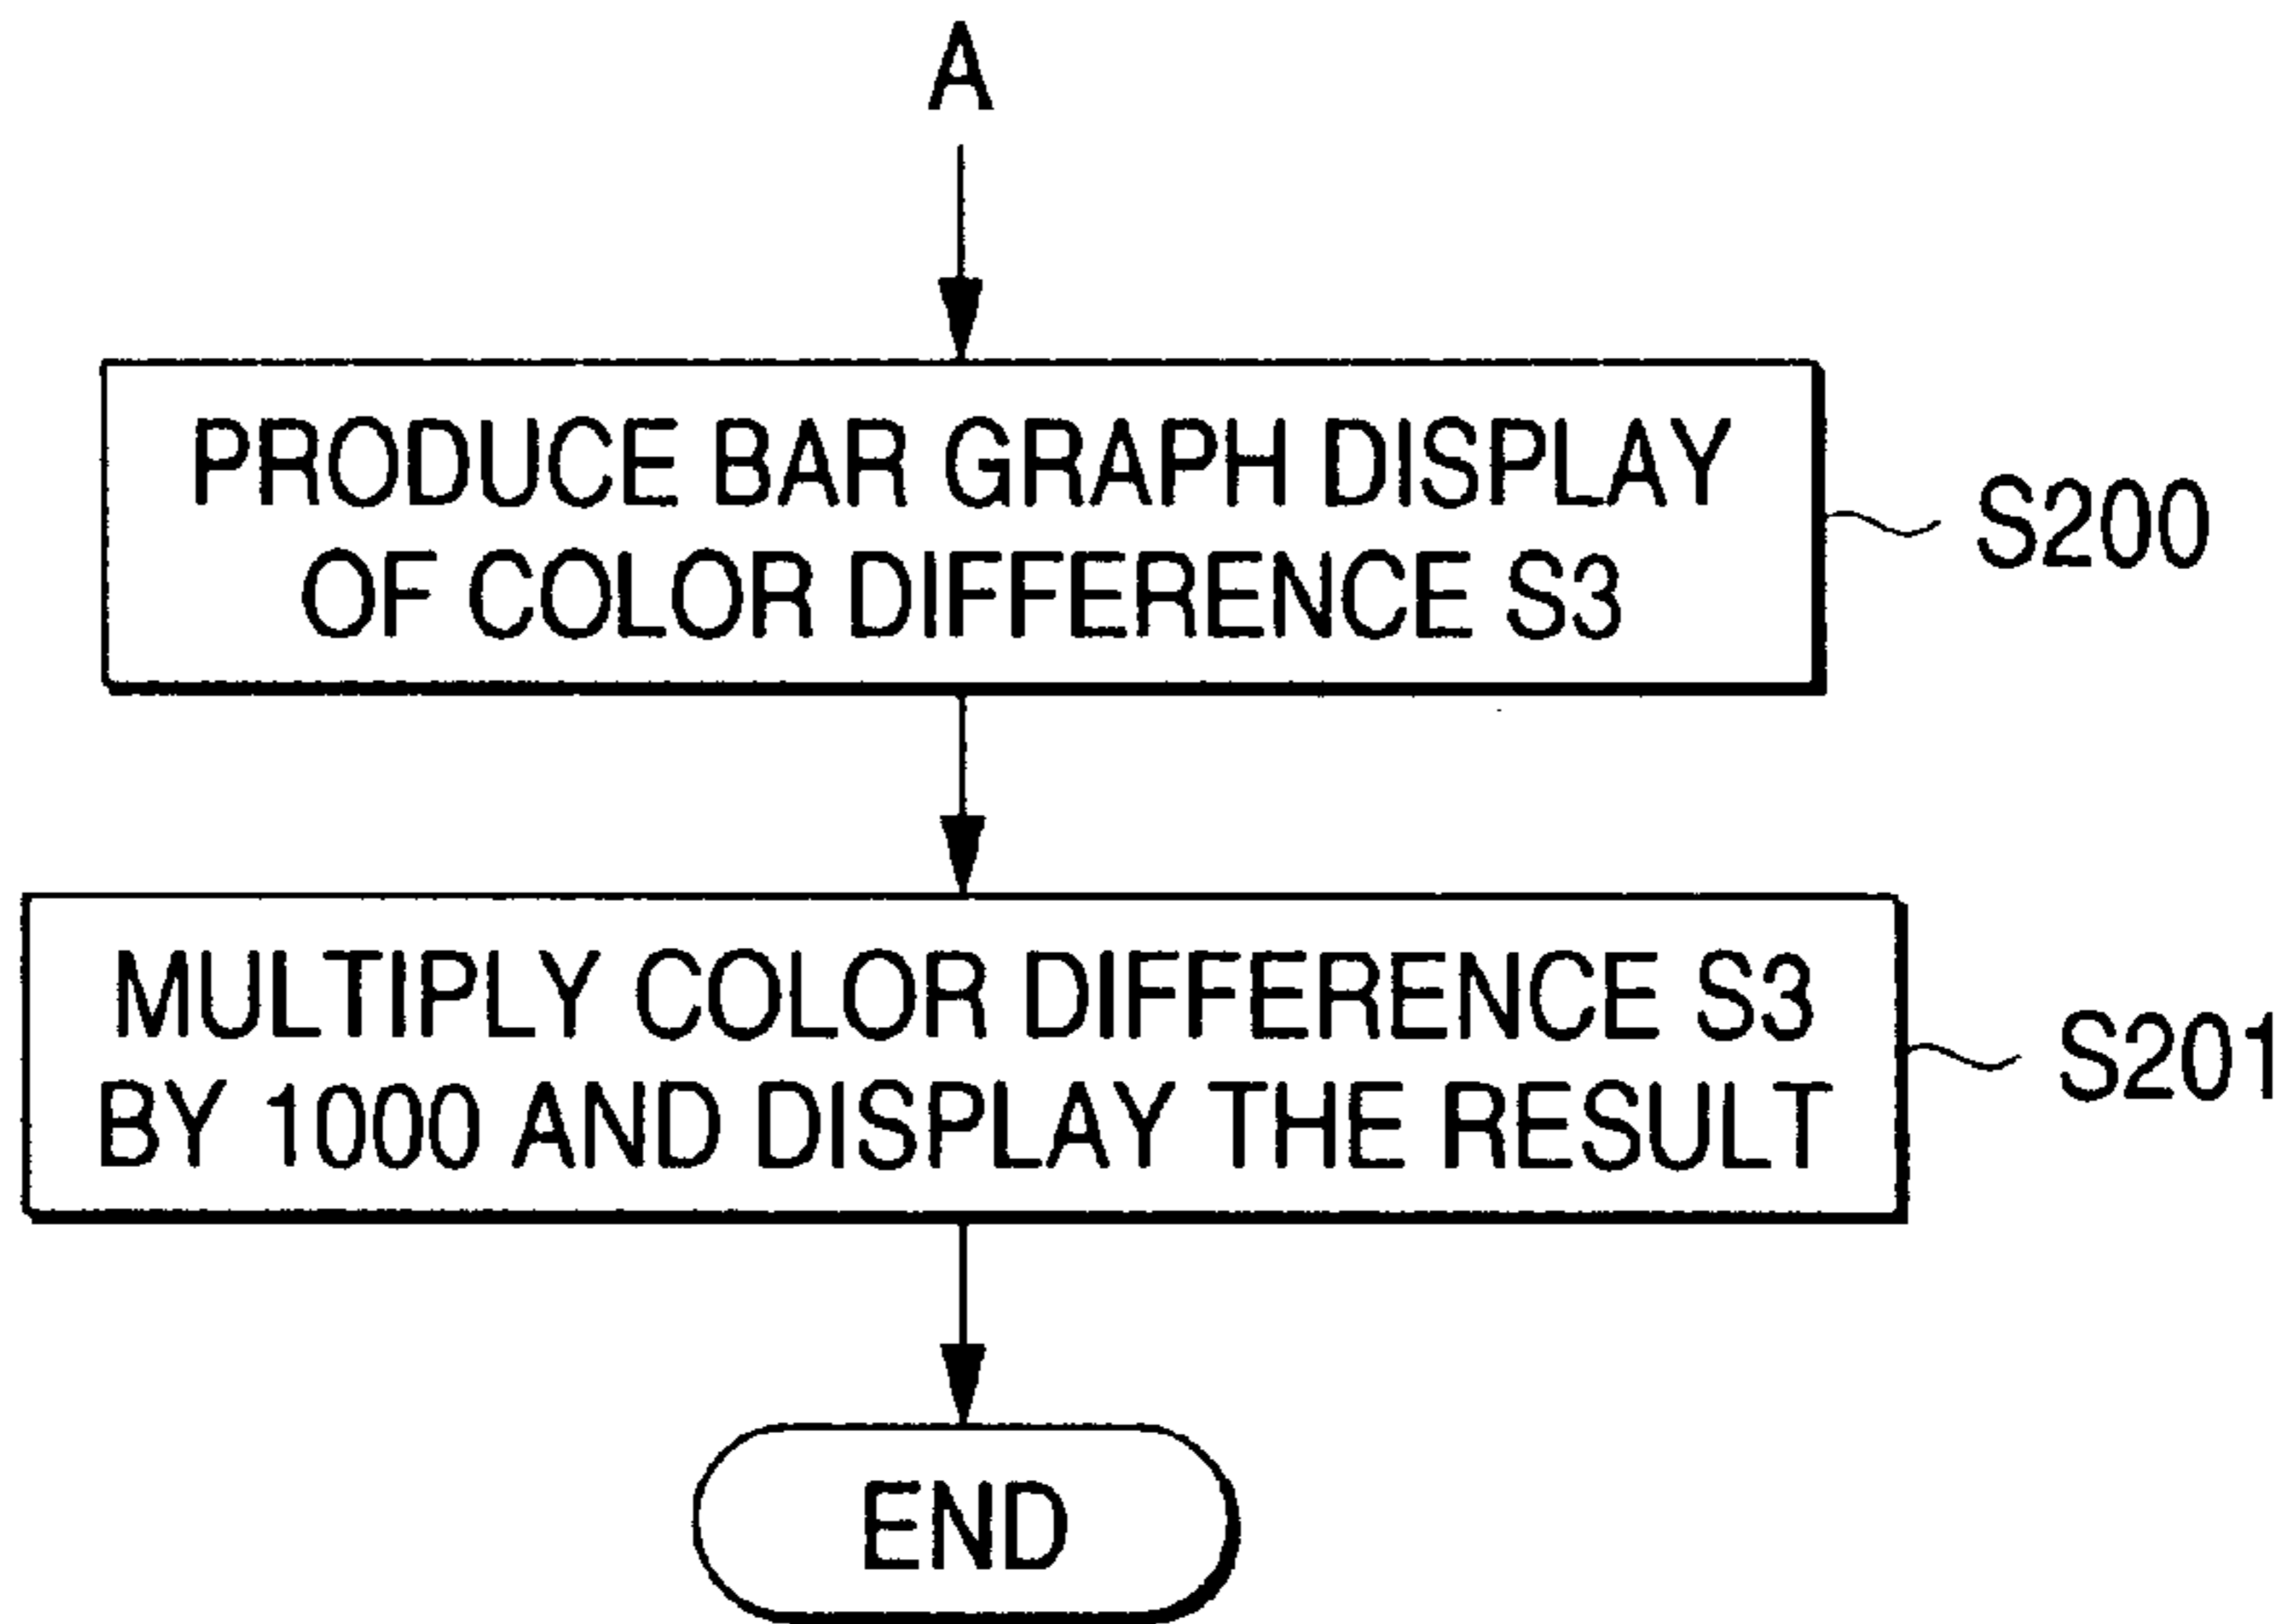 A
PRODUCE BAR GRAPH DISPLAY
OF COLOR DIFFERENCE S3
S200
MULTIPLY COLOR DIFFERENCE S3
BY 1000 AND DISPLAY THE RESULT
S201
END